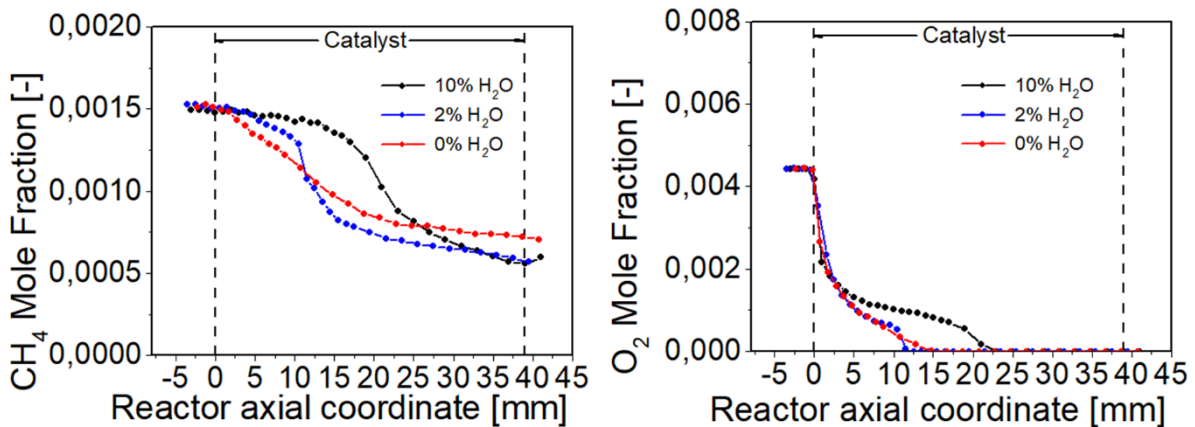 0,0020
0,0015
0,0010
0,0005
0,0000
CH4 Mole Fraction [-]
Catalyst
10% H2O
2% H2O
0% H2O
-5 0 5 10 15 20 25 30 35 40 45
Reactor axial coordinate [mm]
0,008
0,006
0,004
0,002
0,000
O2 Mole Fraction [-]
Catalyst
10% H2O
2% H2O
0% H2O
-5 0 5 10 15 20 25 30 35 40 45
Reactor axial coordinate [mm]